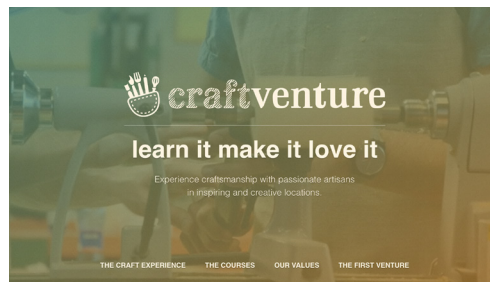 craftventure
learn it make it love it
Experience craftsmanship with passionate artisans
in inspiring and creative locations.
THE CRAFT EXPERIENCE THE COURSES OUR VALUES THE FIRST VENTURE